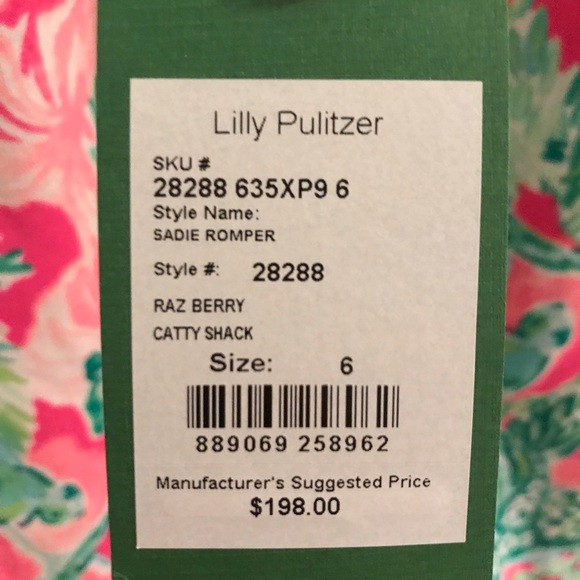 Lilly Pulitzer
SKU #
28288 635XP9 6
Style Name:
SADIE ROMPER
Style #: 28288
RAZ BERRY
CATTY SHACK
Size: 6
889069 258962
Manufacturer's Suggested Price
$198.00